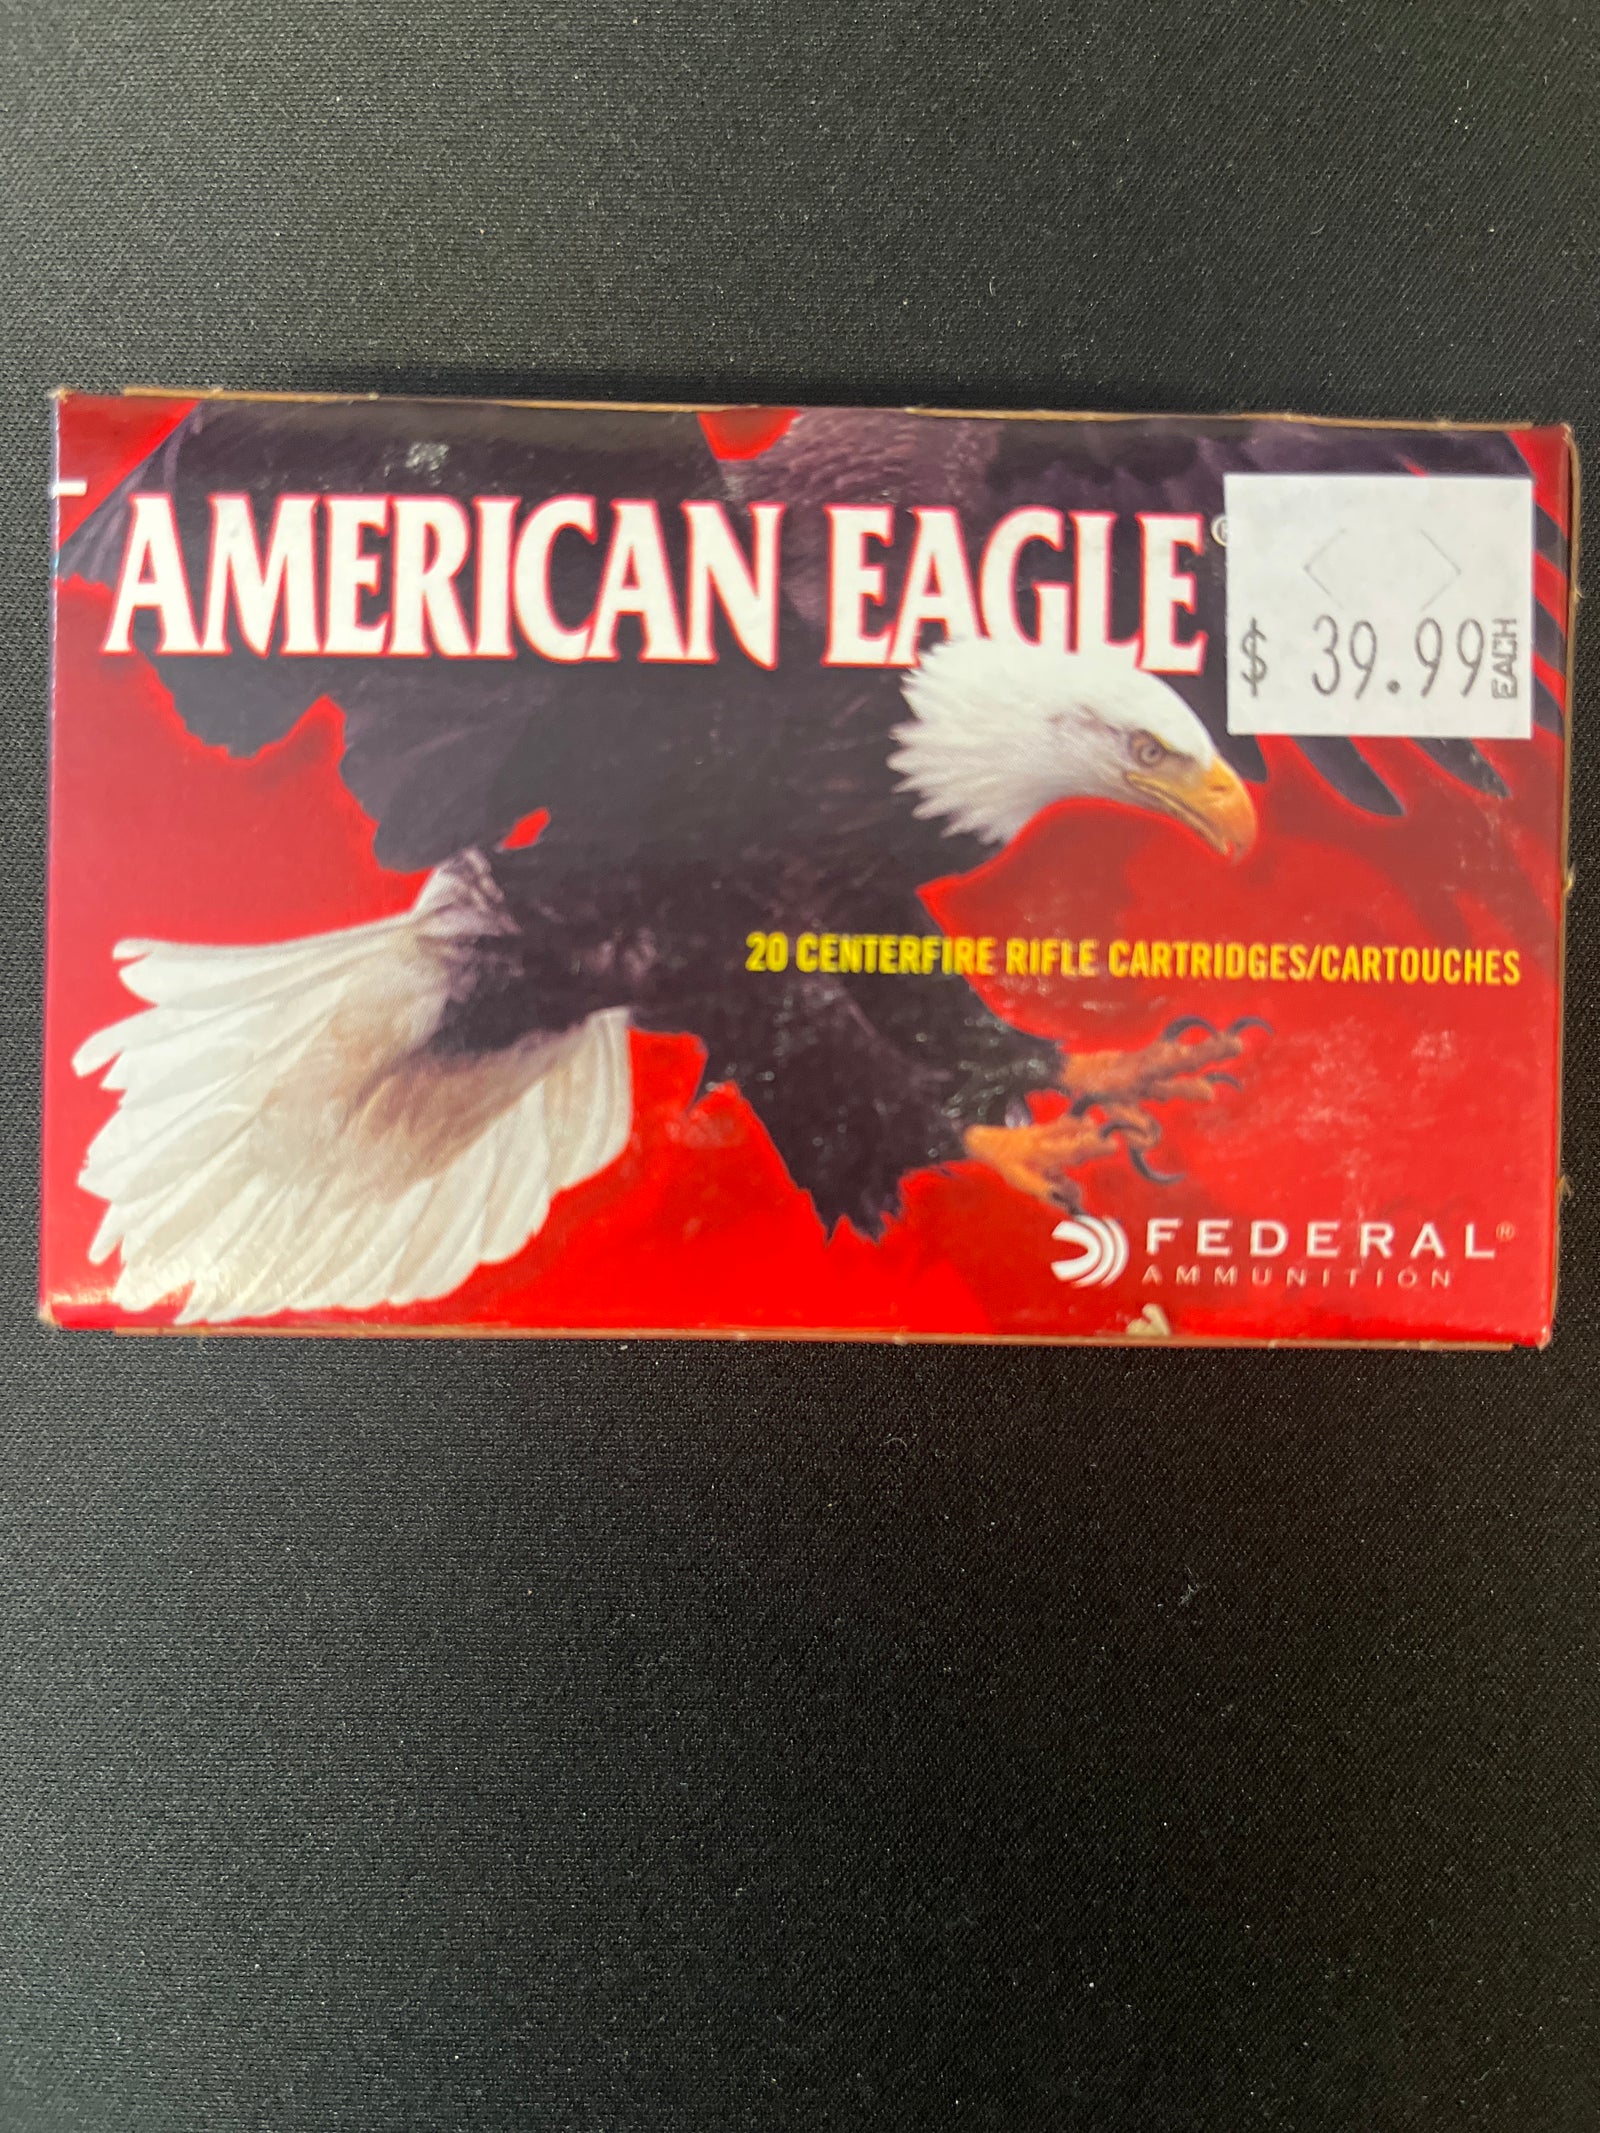 AMERICAN EAGLE®
$ 39.99 EACH
20 CENTERFIRE RIFLE CARTRIDGES/CARTOUCHES
FEDERAL®
AMMUNITION